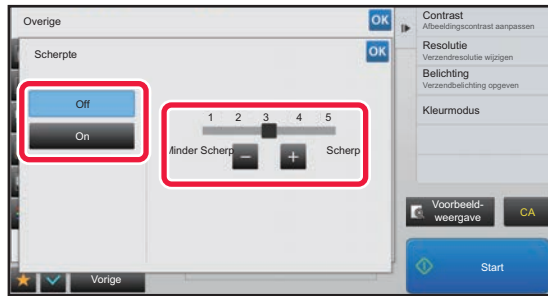 Overige
OK
Scherpte
OK
Off
On
1 2 3 4 5
Minder Scherp
Scherp
Contrast
Afbeeldingscontrast aanpassen
Resolutie
Verzendresolutie wijzigen
Belichting
Verzendbelichting opgeven
Kleurmodus
Voorbeeld-
weergave
CA
Vorige
Start